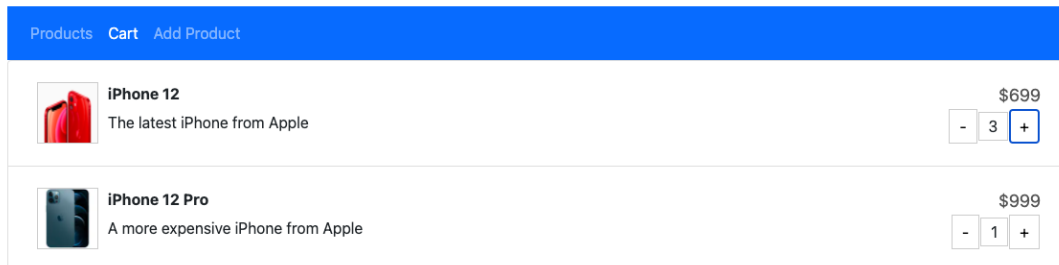 Products Cart Add Product
iPhone 12
$699
The latest iPhone from Apple
- 3 +
iPhone 12 Pro
$999
A more expensive iPhone from Apple
- 1 +